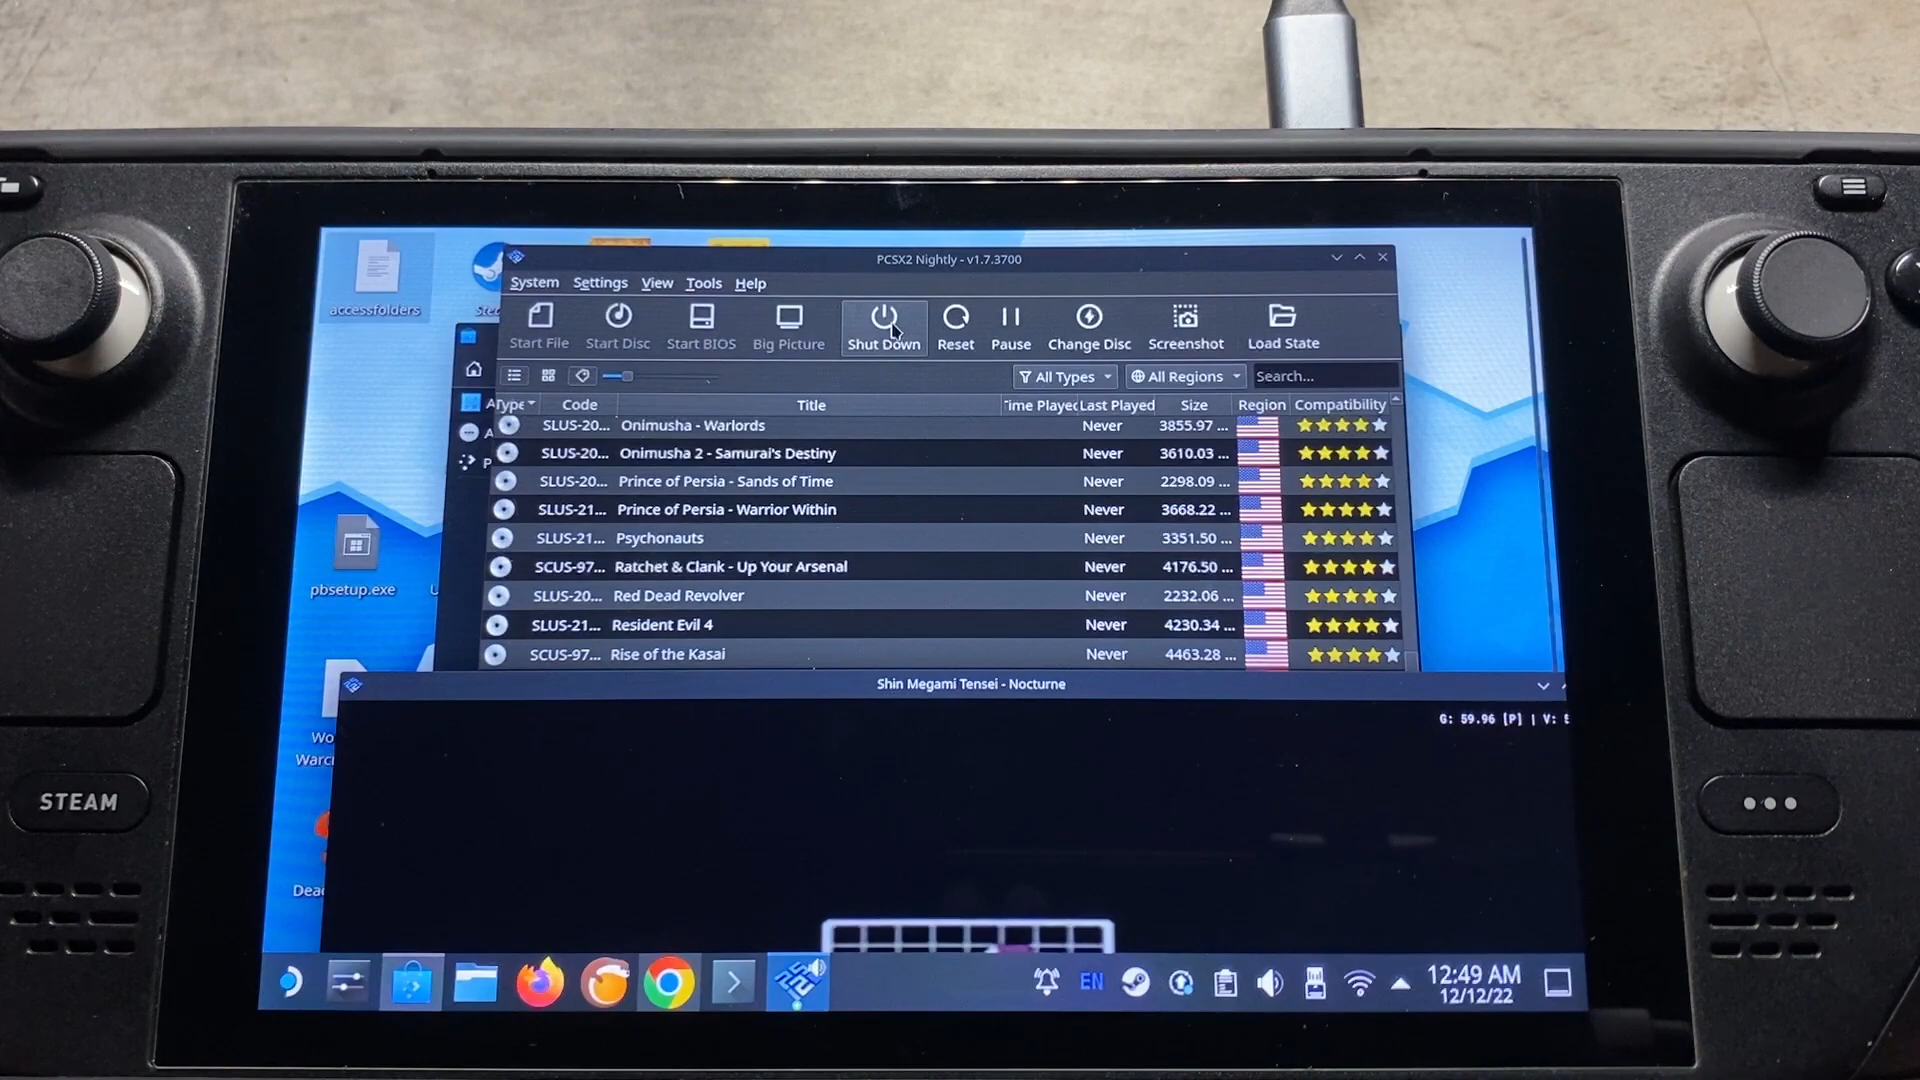 PCSX2 Nightly - v1.7.3700
System Settings View Tools Help
Start File Start Disc Start BIOS Big Picture Shut Down Reset Pause Change Disc Screenshot Load State
All Types All Regions Search...
Type Code Title Time Played Last Played Size Region Compatibility
SLUS-20... Onimusha - Warlords Never 3855.97 ...
SLUS-20... Onimusha 2 - Samurai's Destiny Never 3610.03 ...
SLUS-20... Prince of Persia - Sands of Time Never 2298.09 ...
SLUS-21... Prince of Persia - Warrior Within Never 3668.22 ...
SLUS-21... Psychonauts Never 3351.50 ...
SCUS-97... Ratchet & Clank - Up Your Arsenal Never 4176.50 ...
SLUS-20... Red Dead Revolver Never 2232.06 ...
SLUS-21... Resident Evil 4 Never 4230.34 ...
SCUS-97... Rise of the Kasai Never 4463.28 ...
accessfolders
pbsetup.exe
Shin Megami Tensei - Nocturne
G: 59.96 [P] | V:
Wo
Warc
STEAM
Dea
EN
12:49 AM
12/12/22